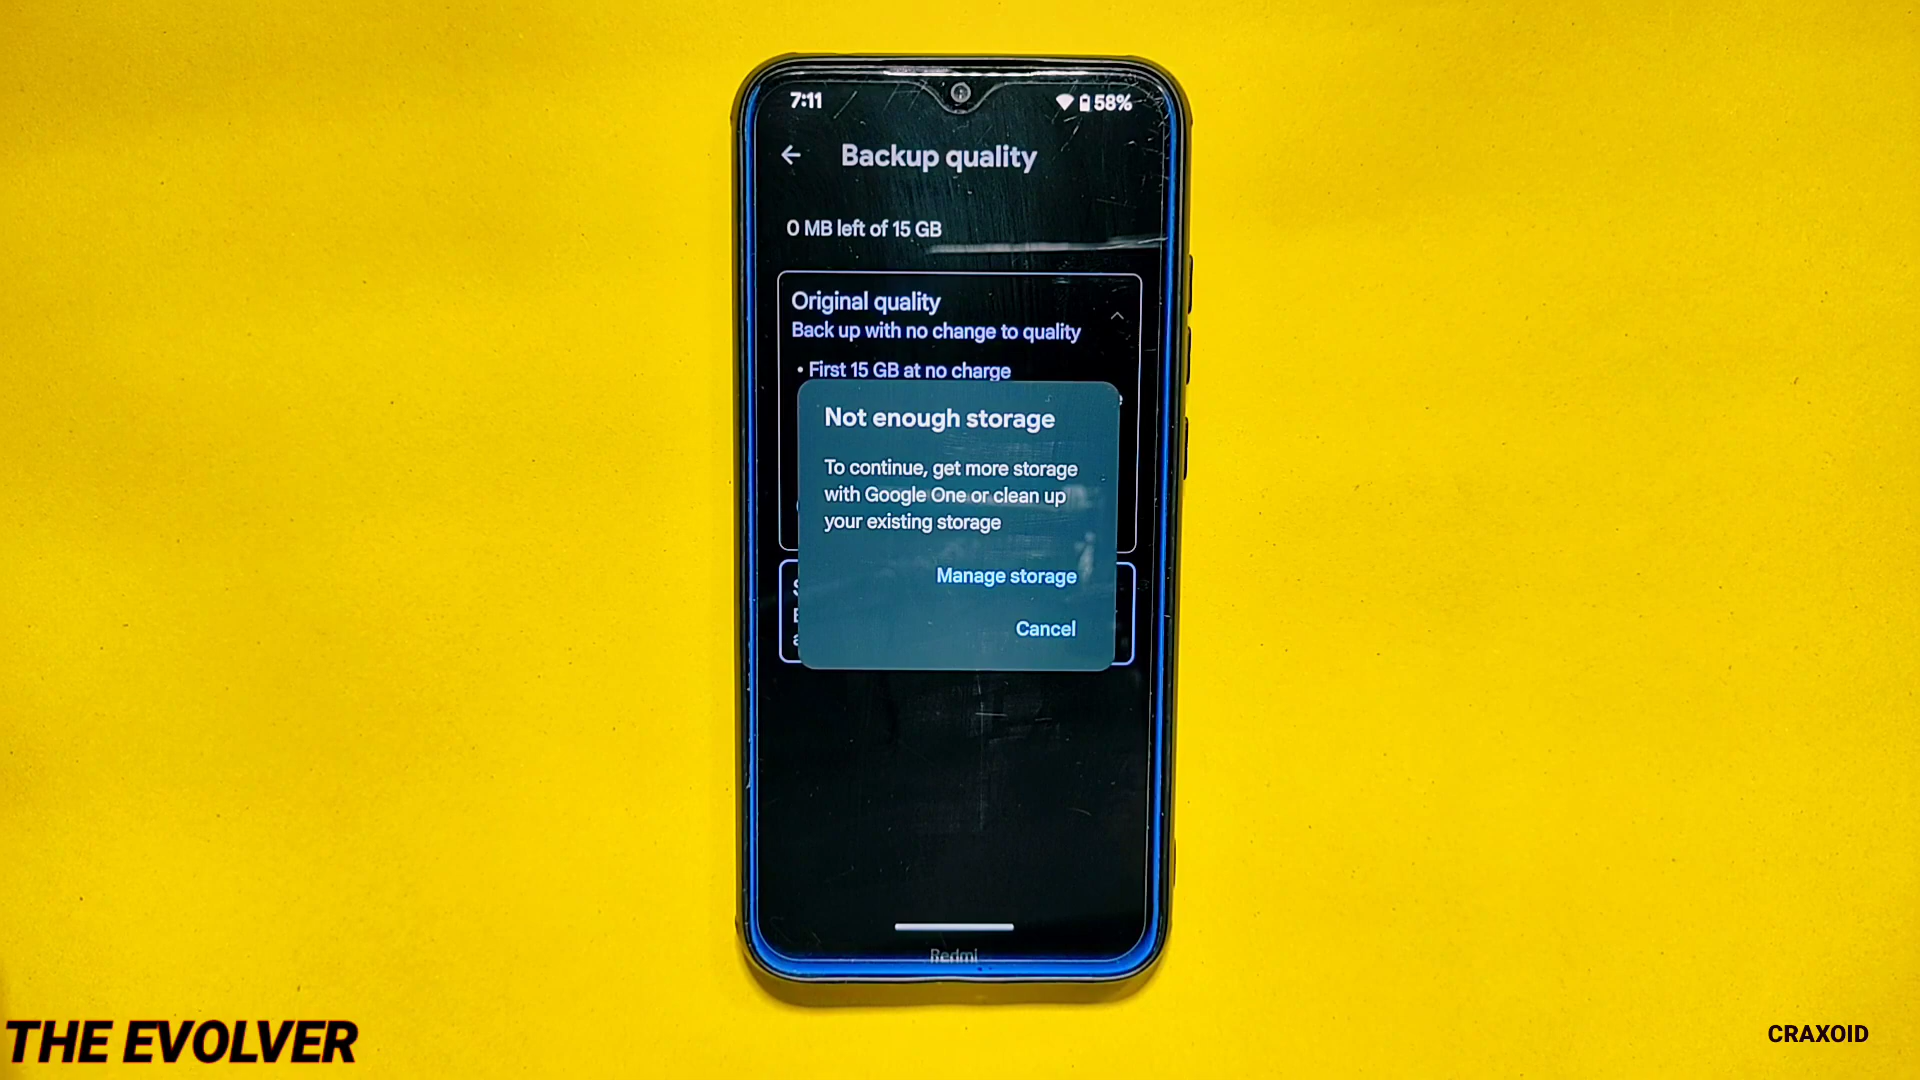 7:11
58%
Backup quality
0 MB left of 15 GB
Original quality
Back up with no change to quality
• First 15 GB at no charge
Not enough storage
To continue, get more storage
with Google One or clean up
your existing storage
Manage storage
Cancel
Redmi
THE EVOLVER
CRAXOID